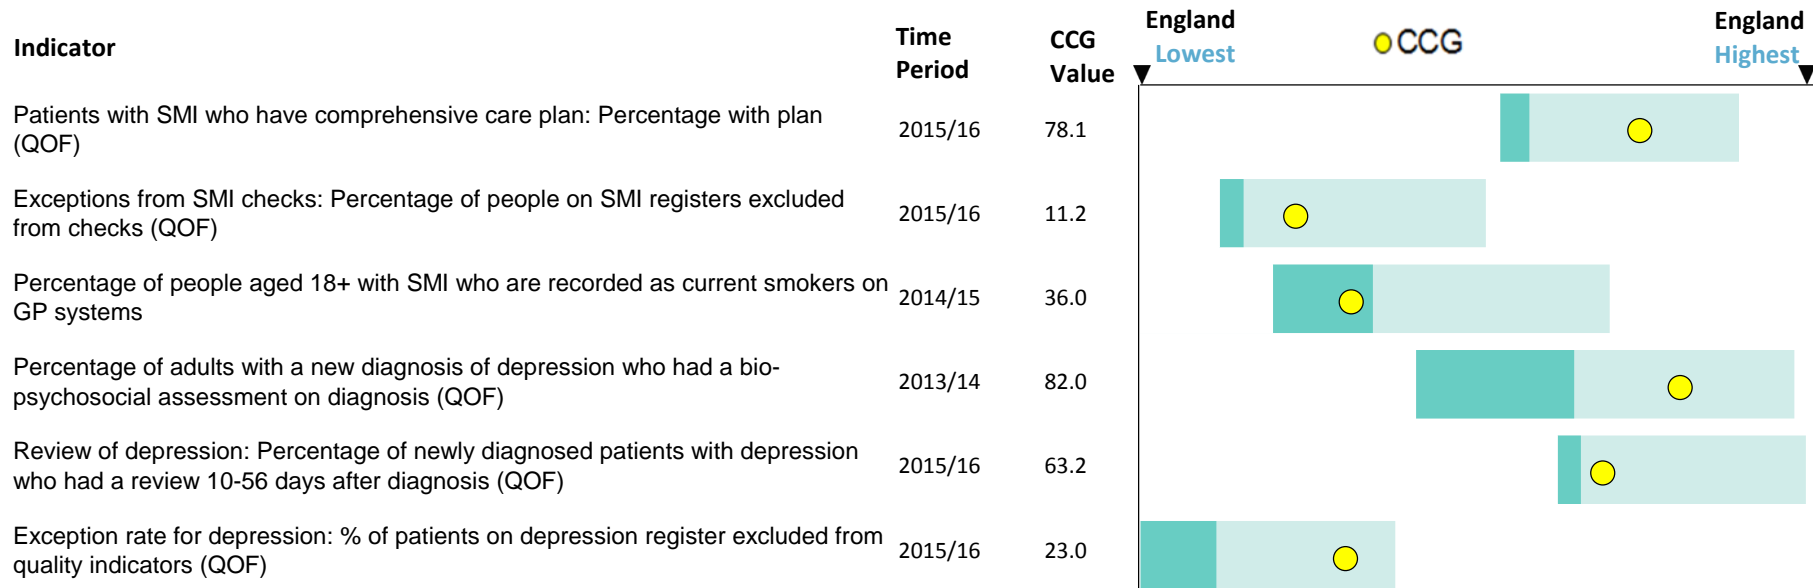 Indicator
Time Period
CCG Value
England Lowest
CCG
England Highest
Patients with SMI who have comprehensive care plan: Percentage with plan
(QOF)
2015/16
78.1
Exceptions from SMI checks: Percentage of people on SMI registers excluded
from checks (QOF)
2015/16
11.2
Percentage of people aged 18+ with SMI who are recorded as current smokers on
GP systems
2014/15
36.0
Percentage of adults with a new diagnosis of depression who had a bio-
psychosocial assessment on diagnosis (QOF)
2013/14
82.0
Review of depression: Percentage of newly diagnosed patients with depression
who had a review 10-56 days after diagnosis (QOF)
2015/16
63.2
Exception rate for depression: % of patients on depression register excluded from
quality indicators (QOF)
2015/16
23.0